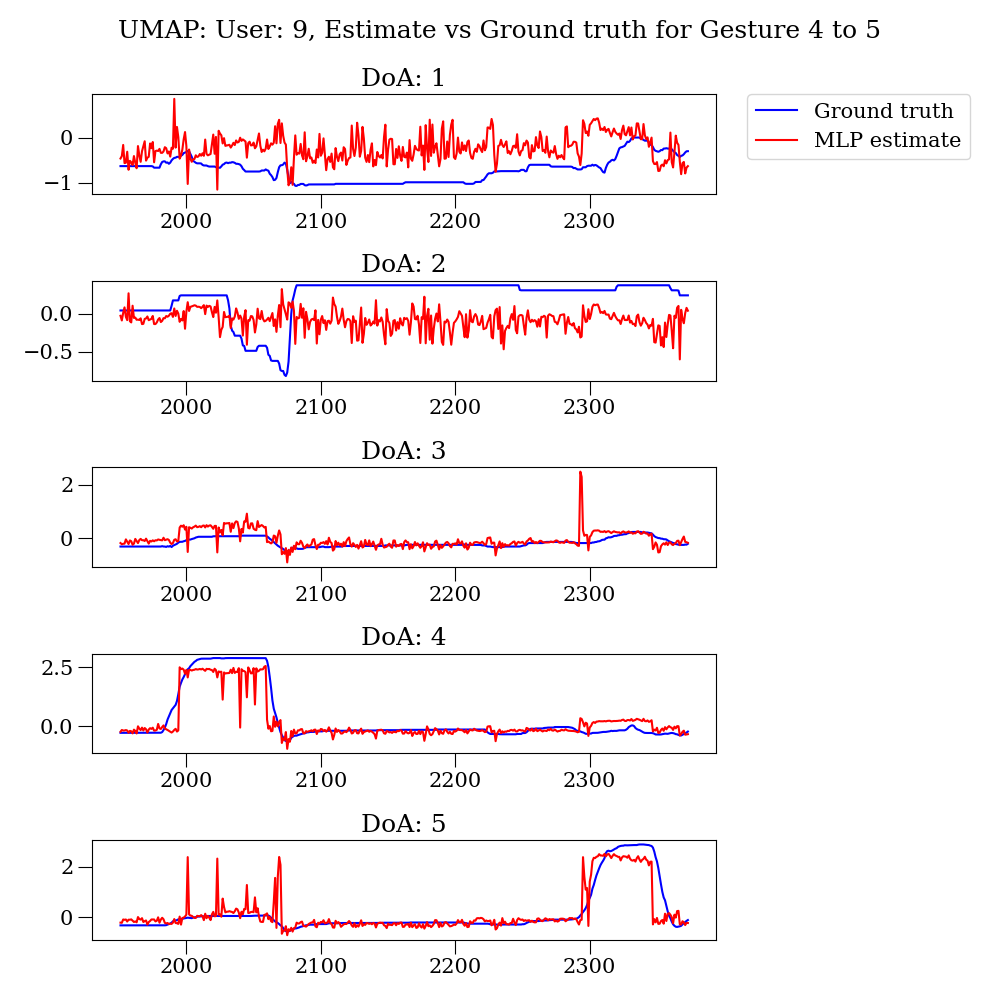 UMAP: User: 9, Estimate vs Ground truth for Gesture 4 to 5
DoA: 1
Ground truth
MLP estimate
0
−1
2000 2100 2200 2300
DoA: 2
0.0
−0.5
2000 2100 2200 2300
DoA: 3
2
0
2000 2100 2200 2300
DoA: 4
2.5
0.0
2000 2100 2200 2300
DoA: 5
2
0
2000 2100 2200 2300